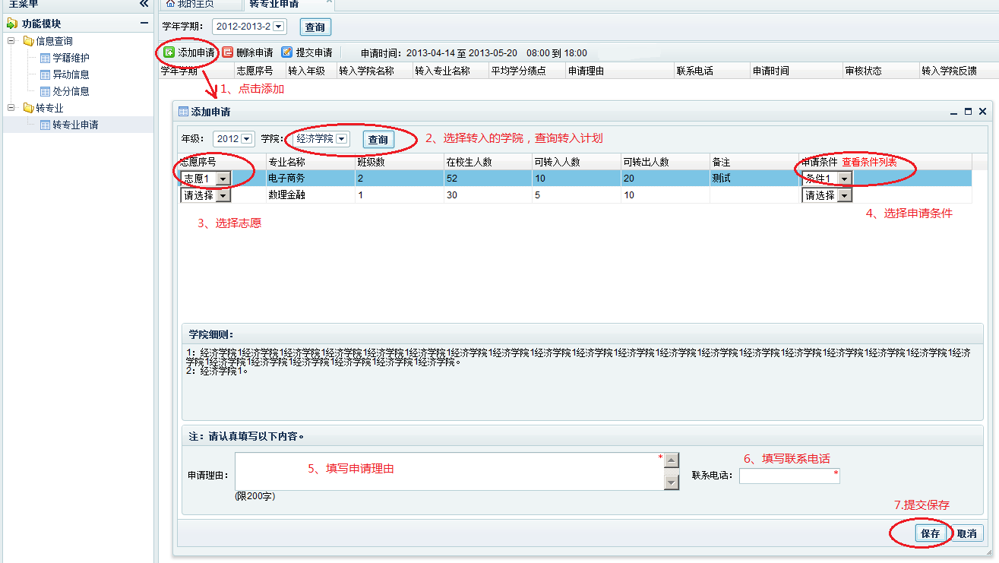 主菜单
我的主页 转专业申请
功能模块
信息查询
学籍维护
异动信息
处分信息
转专业
转专业申请
学年学期: 2012-2013-2 查询
添加申请 删除申请 提交申请 申请时间: 2013-04-14 至 2013-05-20 08:00 到 18:00
学年学期 志愿序号 转入年级 转入学院名称 转入专业名称 平均学分绩点 申请理由 联系电话 申请时间 审核状态 转入学院反馈
1、点击添加
添加申请
年级: 2012 学院: 经济学院 查询 2、选择转入的学院，查询转入计划
志愿序号 专业名称 班级数 在校生人数 可转入人数 可转出人数 备注 申请条件 查看条件列表
志愿1 电子商务 2 52 10 20 测试 条件1
请选择 数理金融 1 30 5 10 请选择
3、选择志愿 4、选择申请条件
学院细则:
1: 经济学院1经济学院1经济学院1经济学院1经济学院1经济学院1经济学院1经济学院1经济学院1经济学院1经济学院1经济学院1经济学院1经济学院1经济学院1经济学院1经济学院1经济学院1经济
学院1经济学院1经济学院1经济学院1经济学院1经济学院1经济学院。
2: 经济学院1。
注: 请认真填写以下内容。
申请理由: 5、填写申请理由 *
(限200字)
6、填写联系电话
联系电话: *
7.提交保存
保存 取消